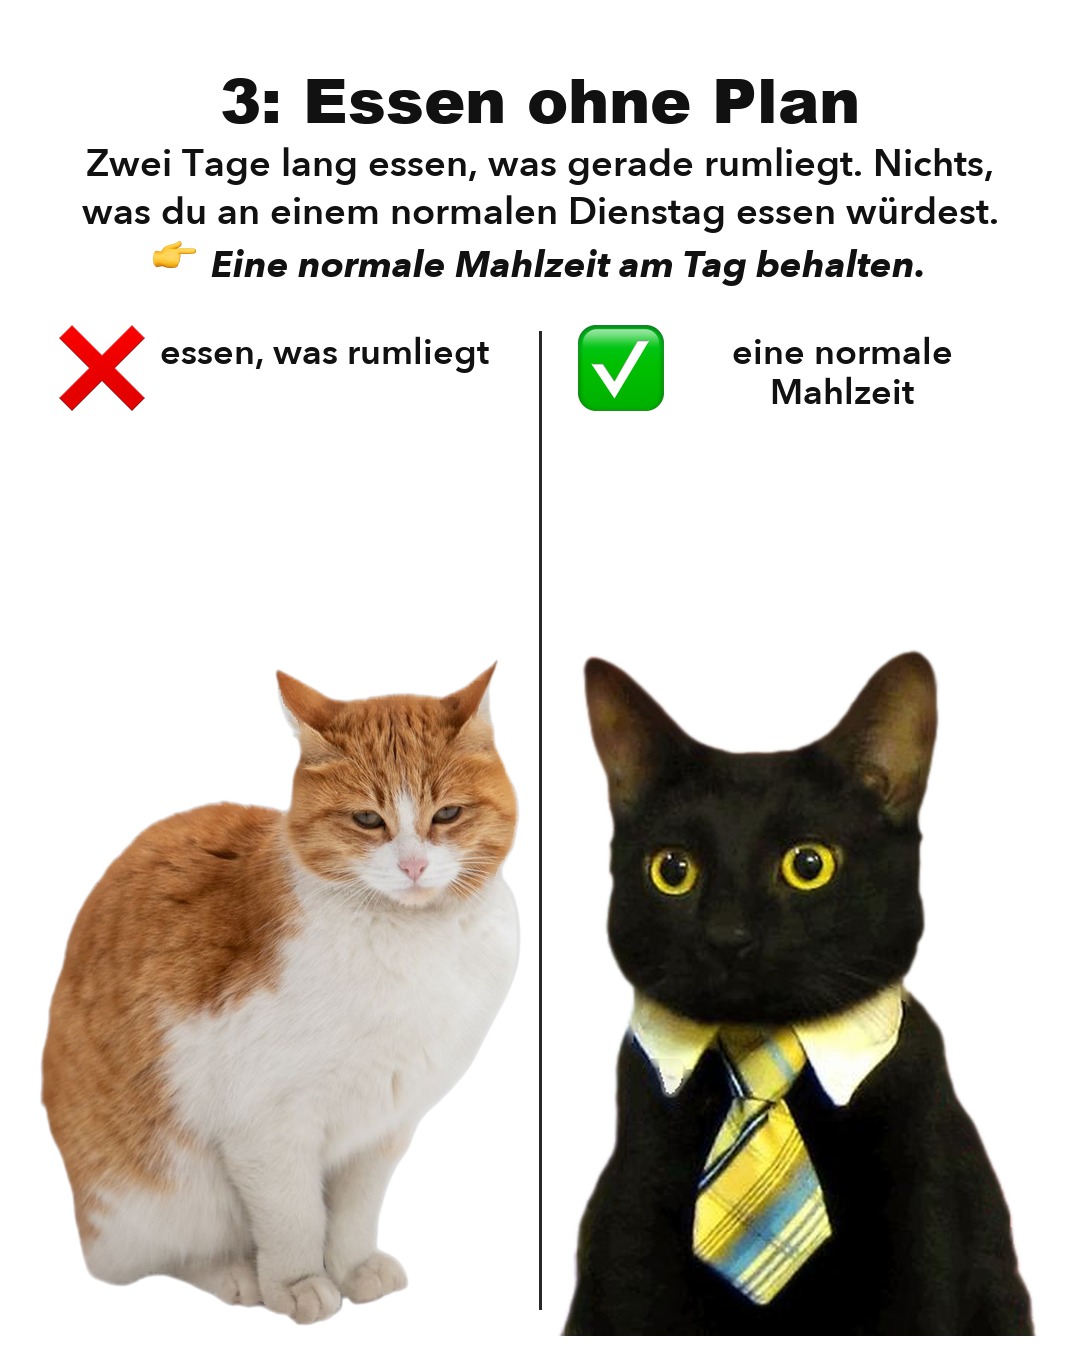 3: Essen ohne Plan
Zwei Tage lang essen, was gerade rumliegt. Nichts,
was du an einem normalen Dienstag essen würdest.
👉 Eine normale Mahlzeit am Tag behalten.
❌ essen, was rumliegt
✅ eine normale
Mahlzeit